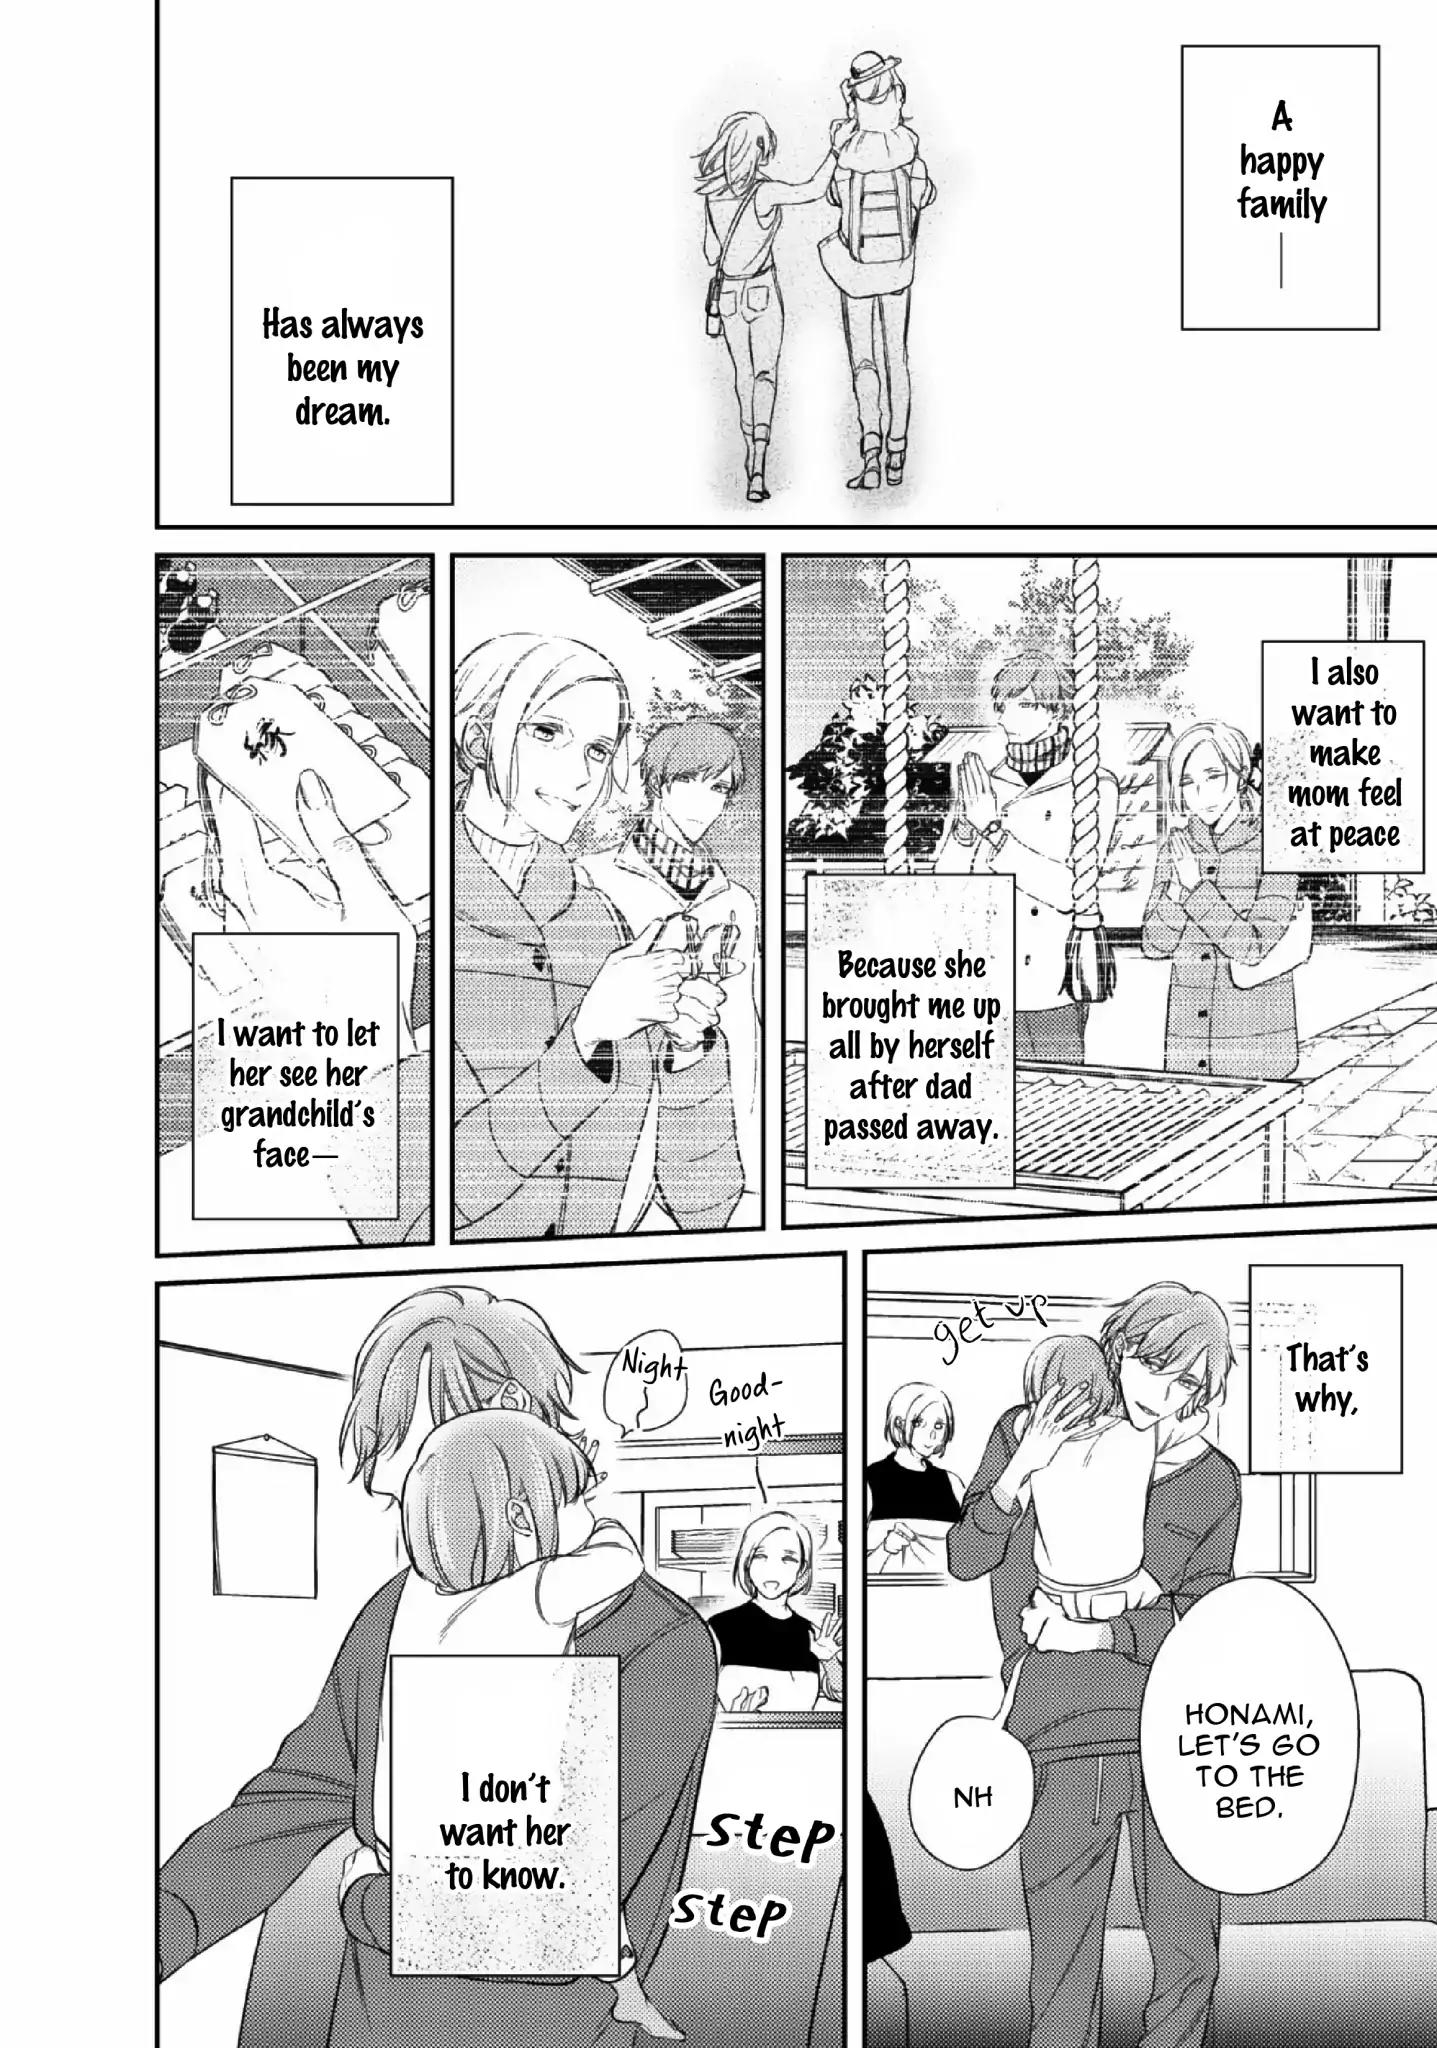 A
happy
family
—
Has always
been my
dream.
I also
want to
make
mom feel
at peace
Because she
brought me up
all by herself
after dad
passed away.
縁
I want to let
her see her
grandchild's
face—
That's
why,
get up
HONAMI,
LET'S GO
TO THE
BED.
NH
Night
Good-
night
I don't
want her
to know.
step
step